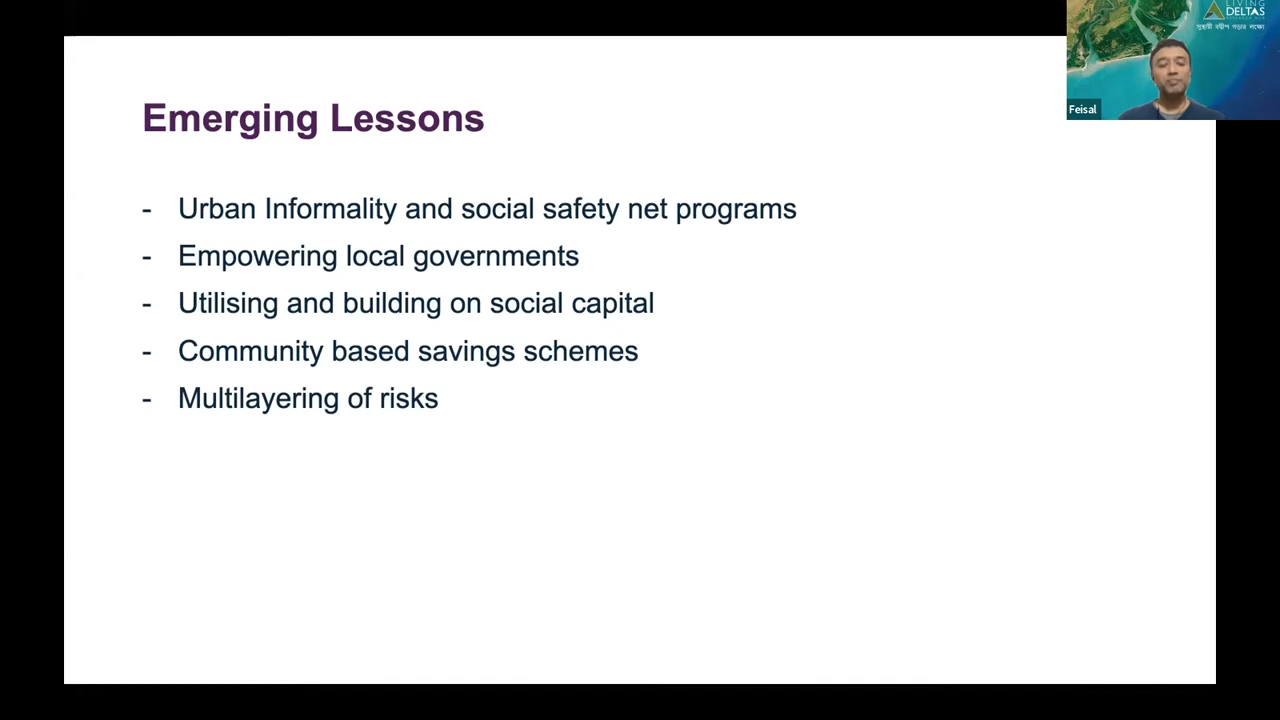 LIVING
DELTAS
Feisal
Emerging Lessons
- Urban Informality and social safety net programs
- Empowering local governments
- Utilising and building on social capital
- Community based savings schemes
- Multilayering of risks